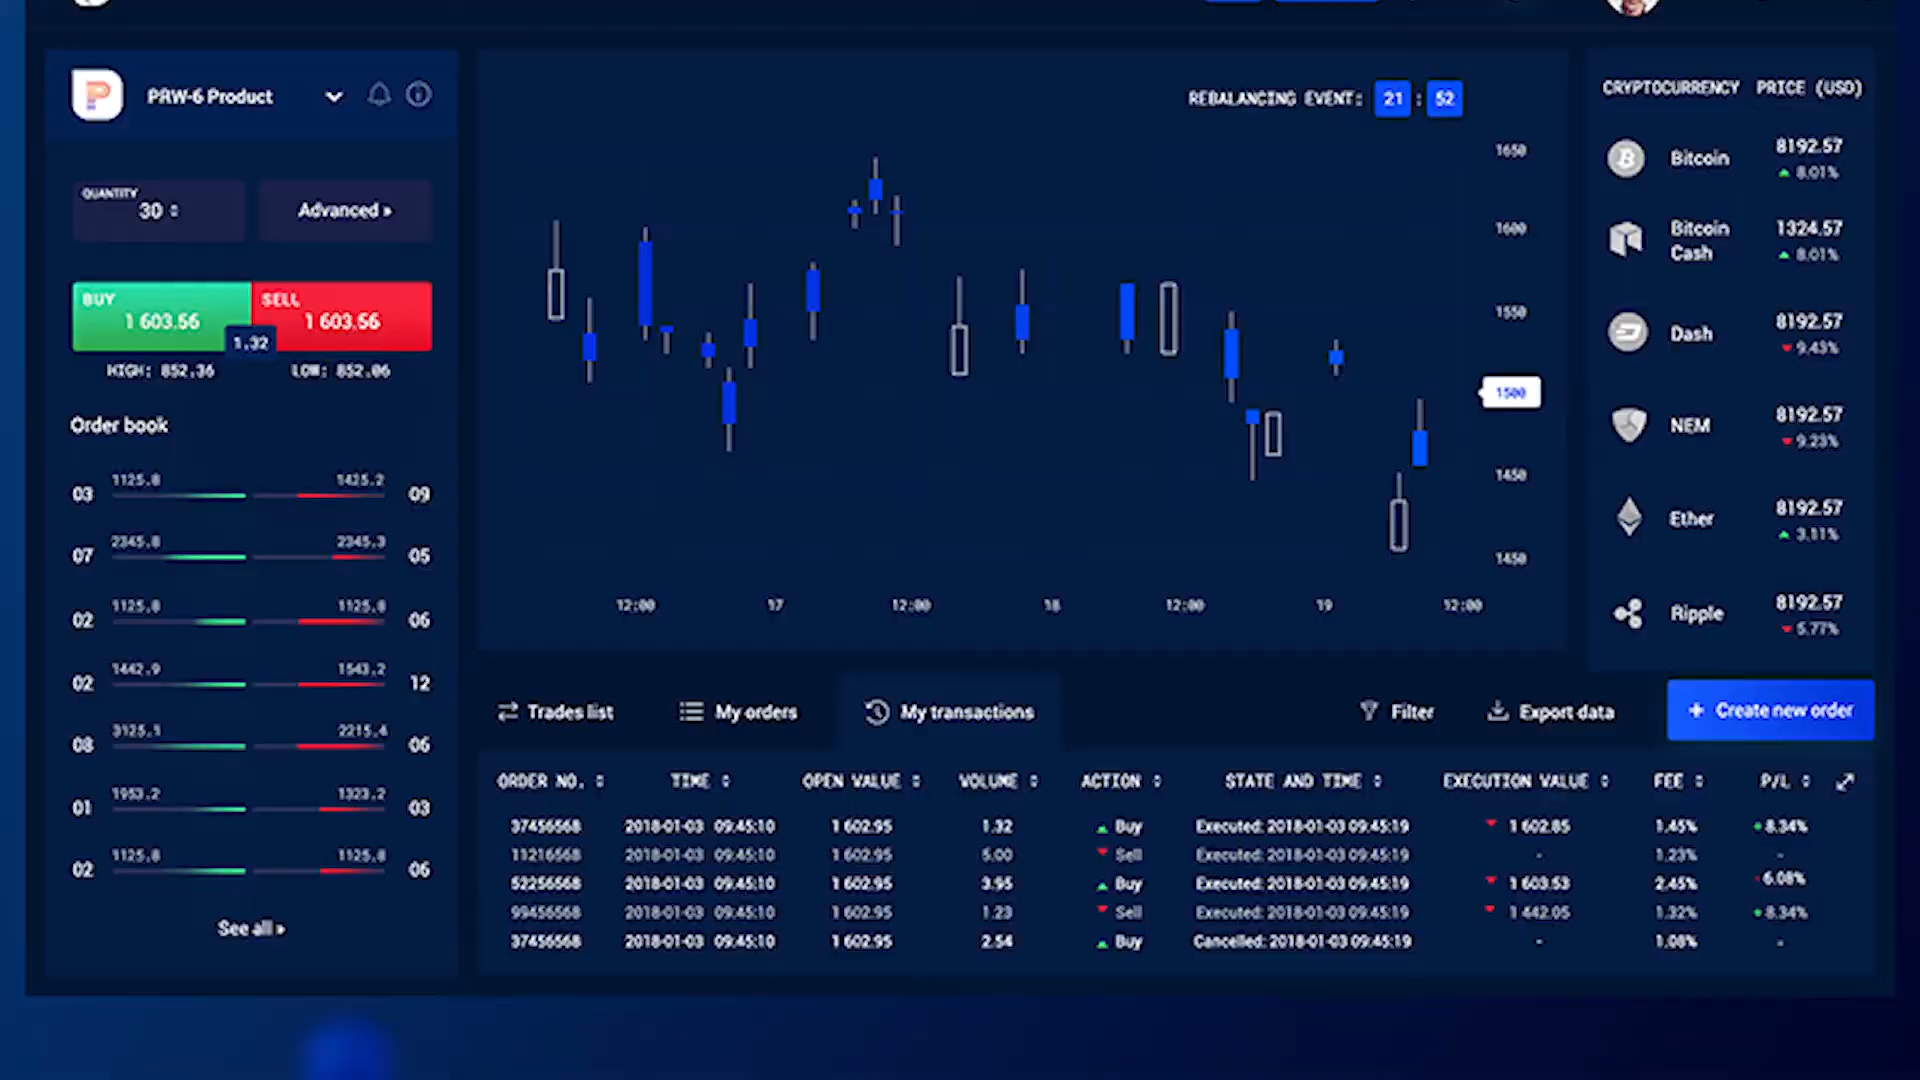 PRW-6 Product
QUANTITY
30
Advanced
BUY
1 603.56
SELL
1 603.56
1.32
HIGH: 852.36
LOW: 852.06
Order book
03 1125.8 1425.2 09
07 2345.8 2345.3 05
02 1125.8 1125.8 06
02 1442.9 1543.2 12
08 3125.1 2215.4 06
01 1953.2 1323.2 03
02 1125.8 1125.8 06
See all
REBALANCING EVENT: 21 : 52
1650
1600
1550
1500
1450
1450
12:00 17 12:00 18 12:00 19 12:00
CRYPTOCURRENCY PRICE (USD)
Bitcoin 8192.57
8.01%
Bitcoin Cash 1324.57
8.01%
Dash 8192.57
9.43%
NEM 8192.57
9.23%
Ether 8192.57
3.11%
Ripple 8192.57
5.77%
Trades list My orders My transactions Filter Export data + Create new order
ORDER NO. TIME OPEN VALUE VOLUME ACTION STATE AND TIME EXECUTION VALUE FEE P/L
37456568 2018-01-03 09:45:10 1 602.95 1.32 Buy Executed: 2018-01-03 09:45:19 1 602.85 1.45% 8.34%
11216568 2018-01-03 09:45:10 1 602.95 5.00 Sell Executed: 2018-01-03 09:45:19 - 1.23% -
52256568 2018-01-03 09:45:10 1 602.95 3.95 Buy Executed: 2018-01-03 09:45:19 1 603.53 2.45% 6.08%
99456568 2018-01-03 09:45:10 1 602.95 1.23 Sell Executed: 2018-01-03 09:45:19 1 442.05 1.32% 8.34%
37456568 2018-01-03 09:45:10 1 602.95 2.54 Buy Cancelled: 2018-01-03 09:45:19 - 1.08% -